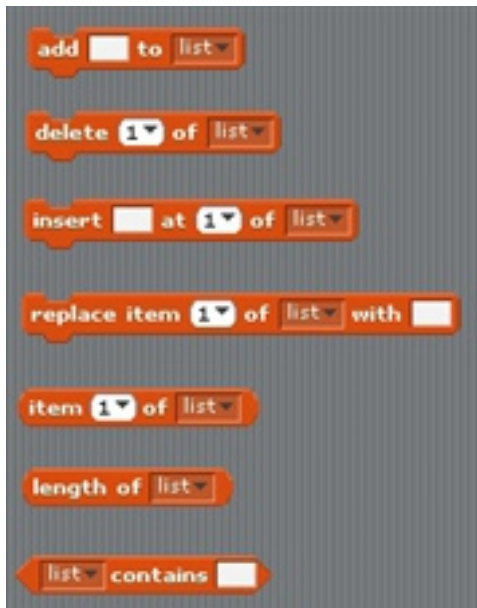 add to list
delete 1 of list
insert at 1 of list
replace item 1 of list with
item 1 of list
length of list
list contains